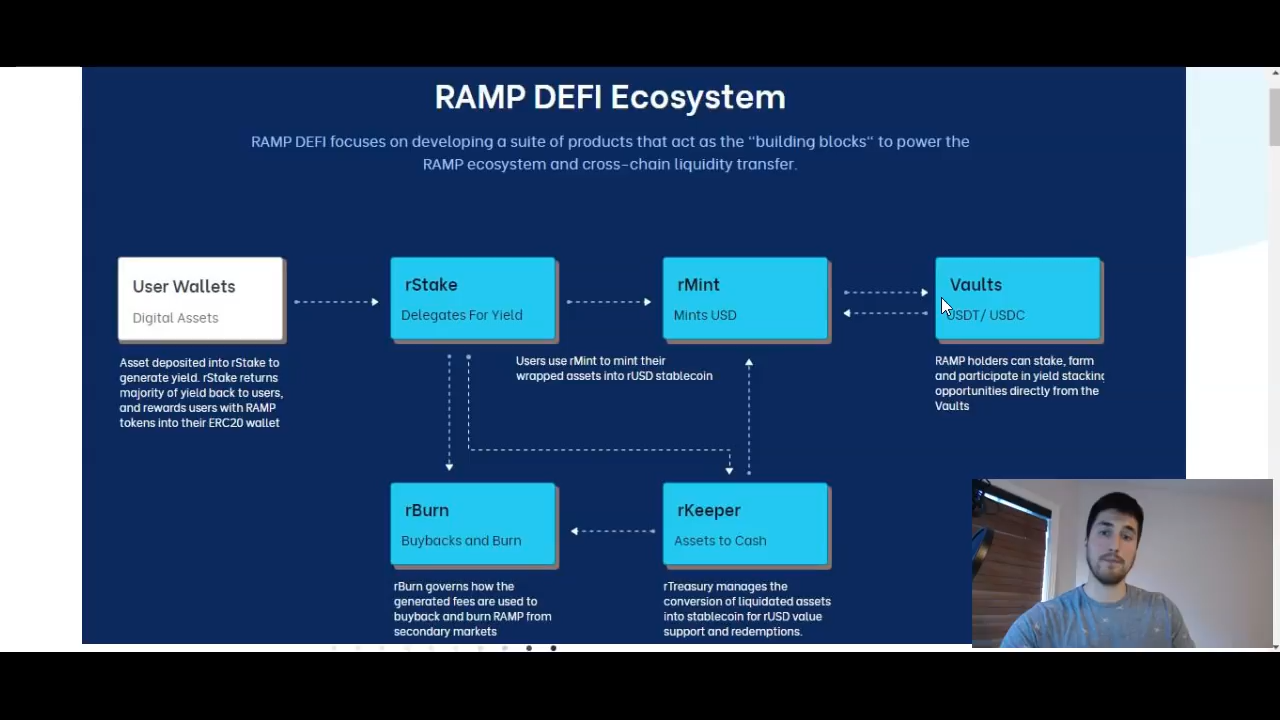 RAMP DEFI Ecosystem
RAMP DEFI focuses on developing a suite of products that act as the "building blocks" to power the
RAMP ecosystem and cross-chain liquidity transfer.
User Wallets
Digital Assets
Asset deposited into rStake to
generate yield. rStake returns
majority of yield back to users,
and rewards users with RAMP
tokens into their ERC20 wallet
rStake
Delegates For Yield
rMint
Mints USD
Users use rMint to mint their
wrapped assets into rUSD stablecoin
Vaults
USDT/ USDC
RAMP holders can stake, farm
and participate in yield stacking
opportunities directly from the
Vaults
rBurn
Buybacks and Burn
rBurn governs how the
generated fees are used to
buyback and burn RAMP from
secondary markets
rKeeper
Assets to Cash
rTreasury manages the
conversion of liquidated assets
into stablecoin for rUSD value
support and redemptions.